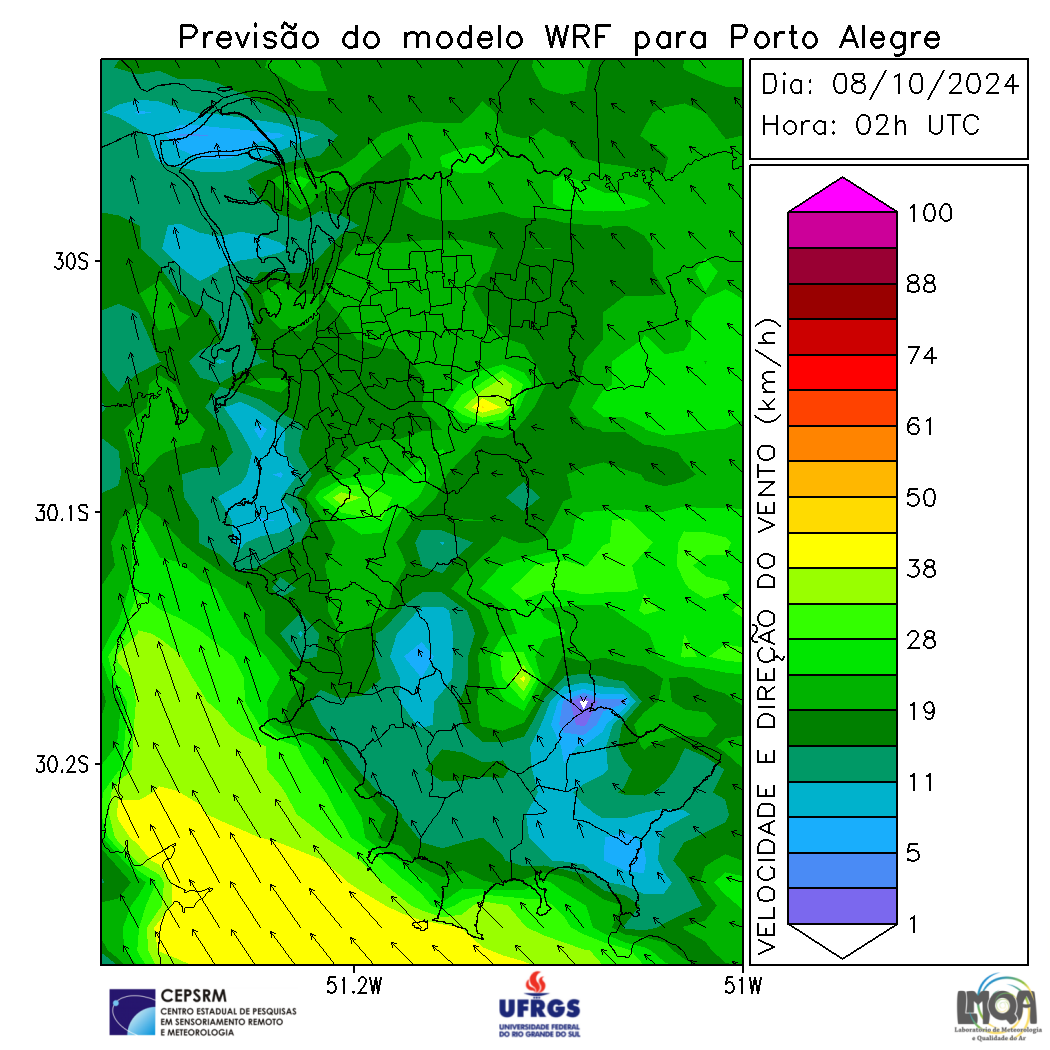 Previsão do modelo WRF para Porto Alegre
Dia: 08/10/2024
Hora: 02h UTC
30S
30.1S
30.2S
51.2W
51W
VELOCIDADE E DIREÇÃO DO VENTO (km/h)
100
88
74
61
50
38
28
19
11
5
1
CEPSRM
CENTRO ESTADUAL DE PESQUISAS
EM SENSORIAMENTO REMOTO
E METEOROLOGIA
UFRGS
UNIVERSIDADE FEDERAL
DO RIO GRANDE DO SUL
LMQA
Laboratório de Meteorologia
e Qualidade do Ar